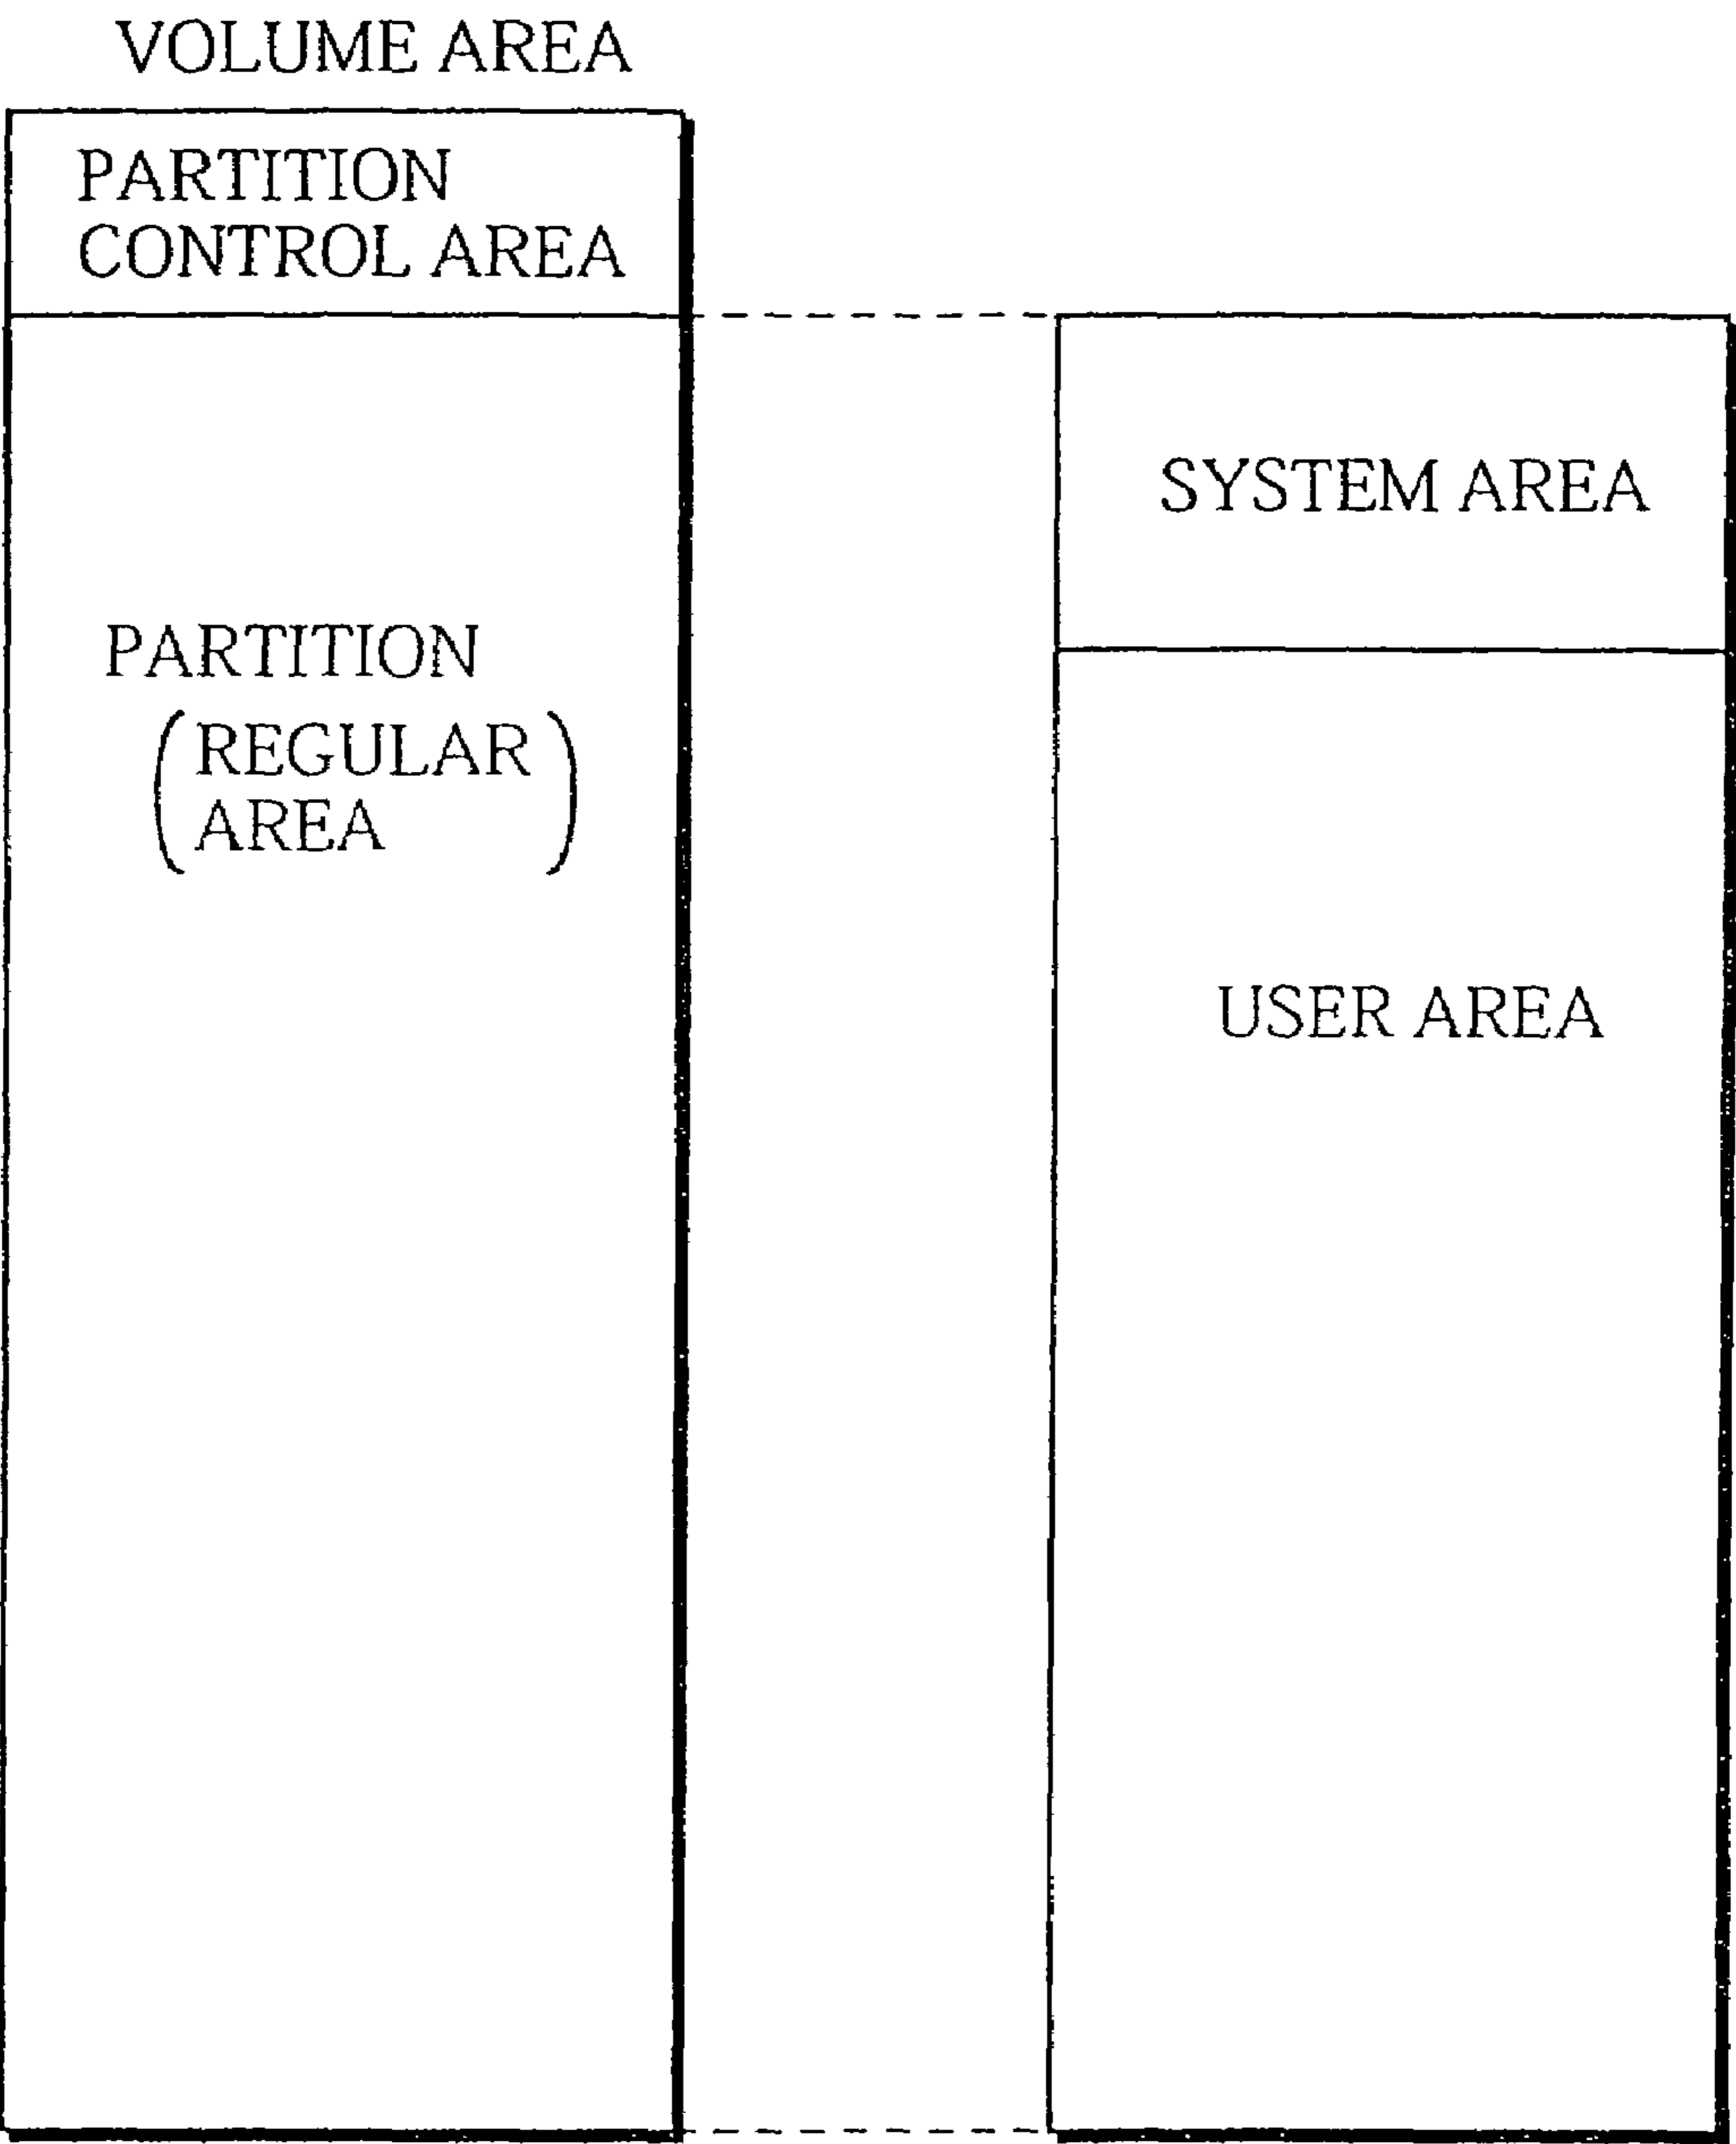 VOLUME AREA
PARTITION
CONTROL AREA
PARTITION
(REGULAR
AREA)
SYSTEM AREA
USER AREA